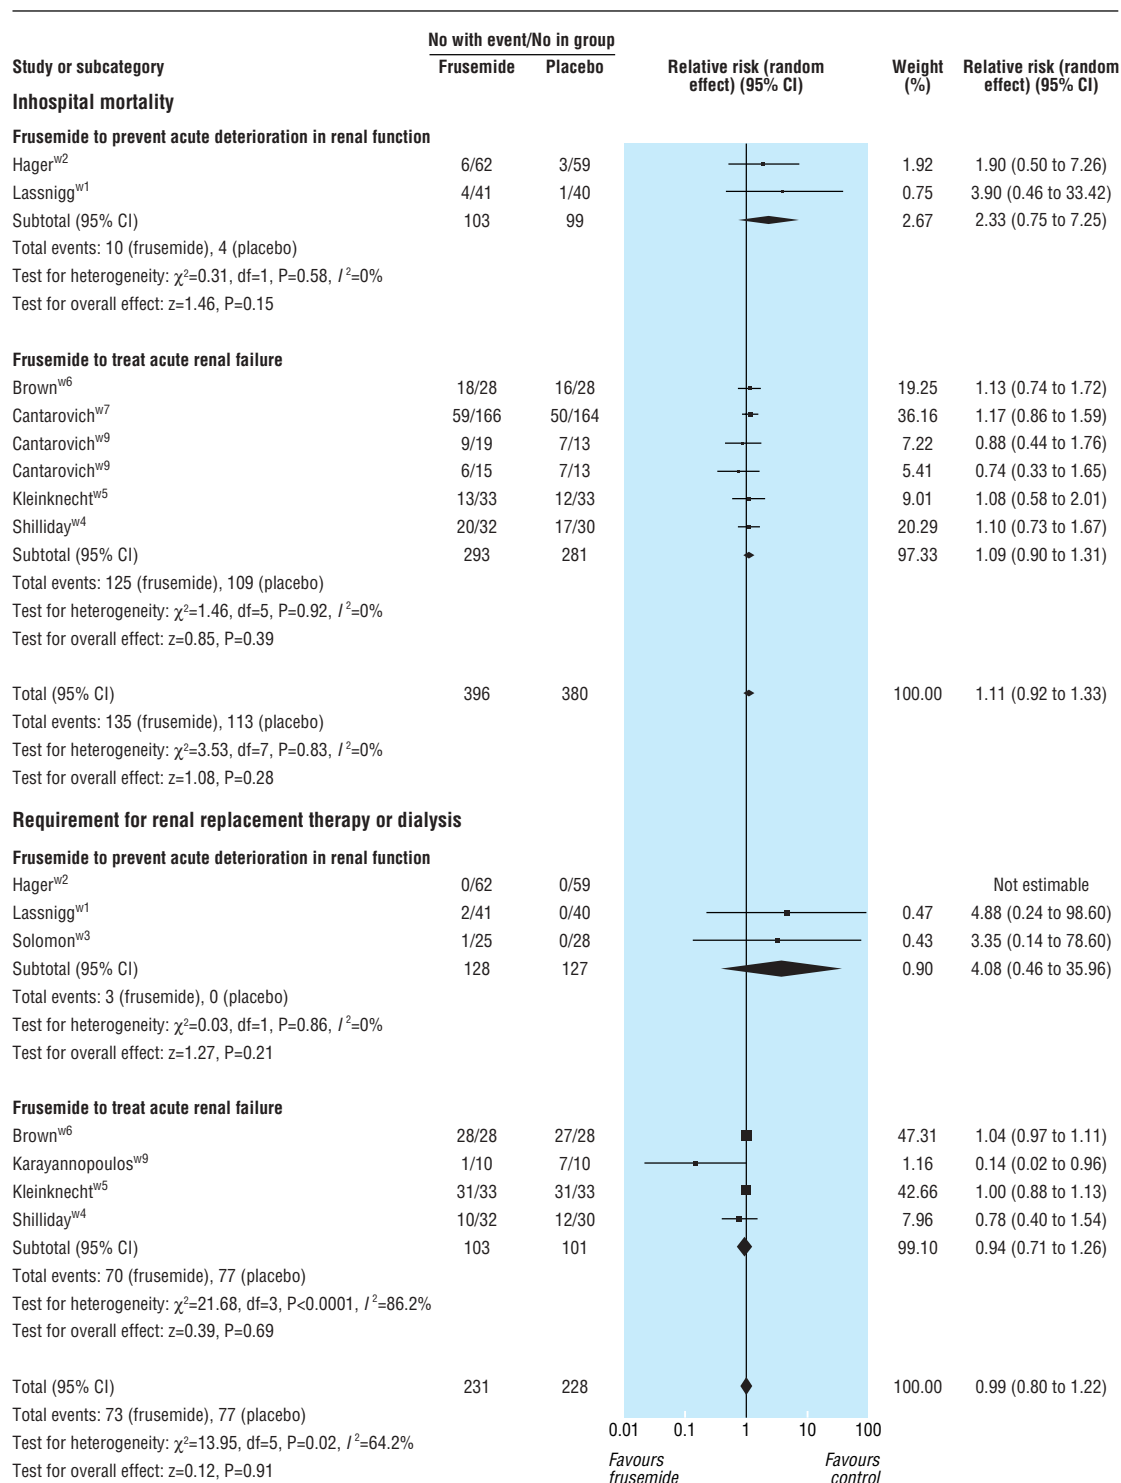 No with event/No in group
Study or subcategory Frusemide Placebo Relative risk (random effect) (95% CI) Weight (%) Relative risk (random effect) (95% CI)
Inhospital mortality
Frusemide to prevent acute deterioration in renal function
Hager^w2 6/62 3/59 1.92 1.90 (0.50 to 7.26)
Lassnigg^w1 4/41 1/40 0.75 3.90 (0.46 to 33.42)
Subtotal (95% CI) 103 99 2.67 2.33 (0.75 to 7.25)
Total events: 10 (frusemide), 4 (placebo)
Test for heterogeneity: χ²=0.31, df=1, P=0.58, I²=0%
Test for overall effect: z=1.46, P=0.15
Frusemide to treat acute renal failure
Brown^w6 18/28 16/28 19.25 1.13 (0.74 to 1.72)
Cantarovich^w7 59/166 50/164 36.16 1.17 (0.86 to 1.59)
Cantarovich^w9 9/19 7/13 7.22 0.88 (0.44 to 1.76)
Cantarovich^w9 6/15 7/13 5.41 0.74 (0.33 to 1.65)
Kleinknecht^w5 13/33 12/33 9.01 1.08 (0.58 to 2.01)
Shilliday^w4 20/32 17/30 20.29 1.10 (0.73 to 1.67)
Subtotal (95% CI) 293 281 97.33 1.09 (0.90 to 1.31)
Total events: 125 (frusemide), 109 (placebo)
Test for heterogeneity: χ²=1.46, df=5, P=0.92, I²=0%
Test for overall effect: z=0.85, P=0.39
Total (95% CI) 396 380 100.00 1.11 (0.92 to 1.33)
Total events: 135 (frusemide), 113 (placebo)
Test for heterogeneity: χ²=3.53, df=7, P=0.83, I²=0%
Test for overall effect: z=1.08, P=0.28
Requirement for renal replacement therapy or dialysis
Frusemide to prevent acute deterioration in renal function
Hager^w2 0/62 0/59 Not estimable
Lassnigg^w1 2/41 0/40 0.47 4.88 (0.24 to 98.60)
Solomon^w3 1/25 0/28 0.43 3.35 (0.14 to 78.60)
Subtotal (95% CI) 128 127 0.90 4.08 (0.46 to 35.96)
Total events: 3 (frusemide), 0 (placebo)
Test for heterogeneity: χ²=0.03, df=1, P=0.86, I²=0%
Test for overall effect: z=1.27, P=0.21
Frusemide to treat acute renal failure
Brown^w6 28/28 27/28 47.31 1.04 (0.97 to 1.11)
Karayannopoulos^w9 1/10 7/10 1.16 0.14 (0.02 to 0.96)
Kleinknecht^w5 31/33 31/33 42.66 1.00 (0.88 to 1.13)
Shilliday^w4 10/32 12/30 7.96 0.78 (0.40 to 1.54)
Subtotal (95% CI) 103 101 99.10 0.94 (0.71 to 1.26)
Total events: 70 (frusemide), 77 (placebo)
Test for heterogeneity: χ²=21.68, df=3, P<0.0001, I²=86.2%
Test for overall effect: z=0.39, P=0.69
Total (95% CI) 231 228 100.00 0.99 (0.80 to 1.22)
Total events: 73 (frusemide), 77 (placebo)
Test for heterogeneity: χ²=13.95, df=5, P=0.02, I²=64.2%
Test for overall effect: z=0.12, P=0.91
0.01 0.1 1 10 100
Favours frusemide Favours control